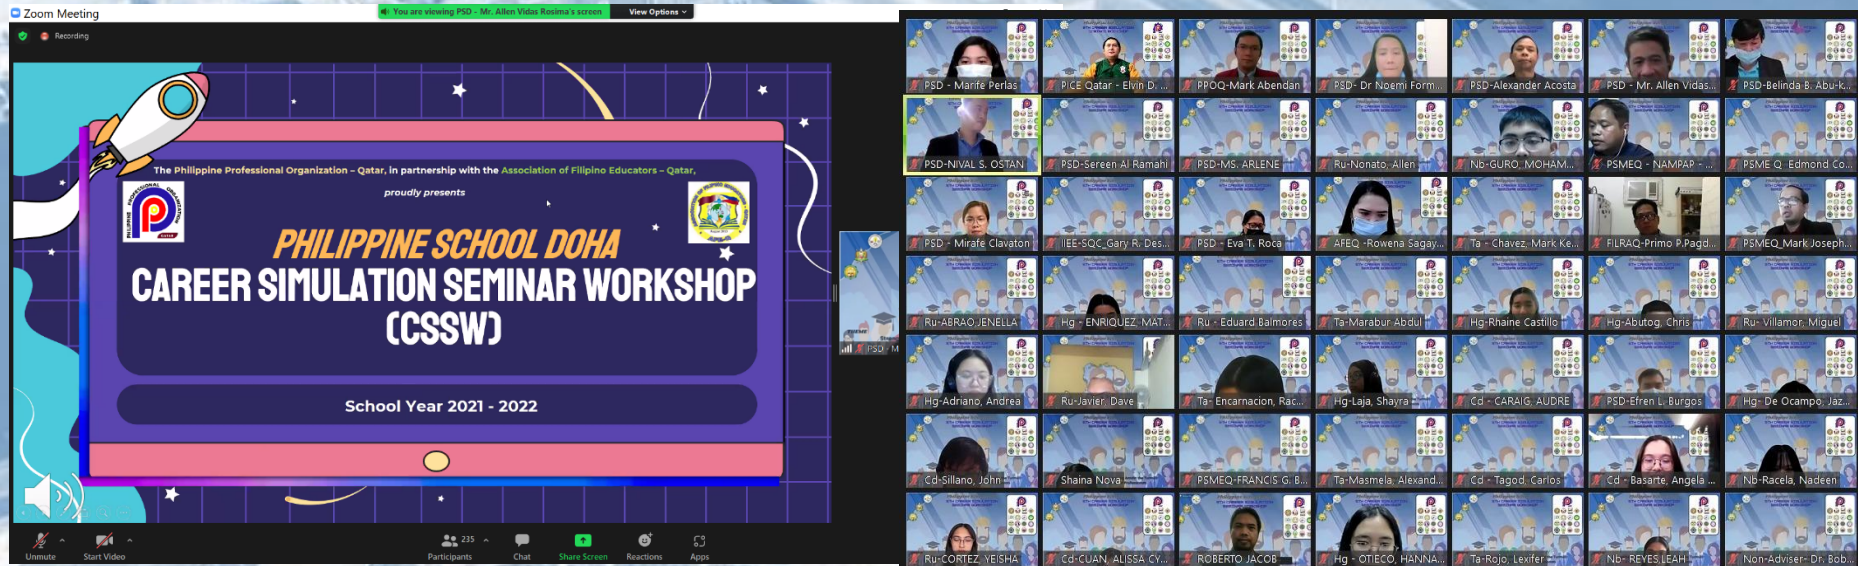 Zoom Meeting
You are viewing PSD - Mr. Allen Vidas Resima's screen
View Options
Recording
The Philippine Professional Organization – Qatar, in partnership with the Association of Filipino Educators – Qatar,
proudly presents
PHILIPPINE SCHOOL DOHA
CAREER SIMULATION SEMINAR WORKSHOP
(CSSW)
School Year 2021 - 2022
PSD - M
Unmute
Start Video
235
Participants
Chat
Share Screen
Reactions
Apps
PSD - Marife Perlas
PICE Qatar - Elvin D. ...
PPOQ-Mark Abendan
PSD- Dr Noemi Form...
PSD-Alexander Acosta
PSD - Mr. Allen Vidas...
PSD-Belinda B. Abu-k...
PSD-NIVAL S. OSTAN
PSD-Sereen Al Ramahi
PSD-MS. ARLENE
Ru-Nonato, Allen
Nb-GURO, MOHAM...
PSMEQ - NAMPAP - ...
PSME Q -Edmond Co...
PSD - Mirafe Clavaton
IIEE-SQC_Gary R. Des...
PSD - Eva T. Roca
AFEQ -Rowena Sagay...
Ta - Chavez, Mark Ke...
FILRAQ-Primo P.Pagd...
PSMEQ_Mark Joseph...
Ru-ABRAO,JENELLA
Hg - ENRIQUEZ, MAT...
Ru - Eduard Balmores
Ta-Marabur Abdul
Hg-Rhaine Castillo
Hg-Abutog, Chris
Ru- Villamor, Miguel
Hg-Adriano, Andrea
Ru-Javier, Dave
Ta- Encarnacion, Rac...
Hg-Laja, Shayra
Cd - CARAIG, AUDRE
PSD-Efren L. Burgos
Hg- De Ocampo, Jaz...
Cd-Sillano, John
Shaina Nova
PSMEQ-FRANCIS G. B...
Ta-Masmela, Alexand...
Cd - Tagod, Carlos
Cd - Basarte, Angela ...
Nb-Racela, Nadeen
Ru-CORTEZ, YEISHA
Cd-CUAN, ALISSA CY...
ROBERTO JACOB
Hg - OTIECO, HANNA...
Ta-Rojo, Lexifer
Nb- REYES,LEAH
Non-Adviser- Dr. Bob...